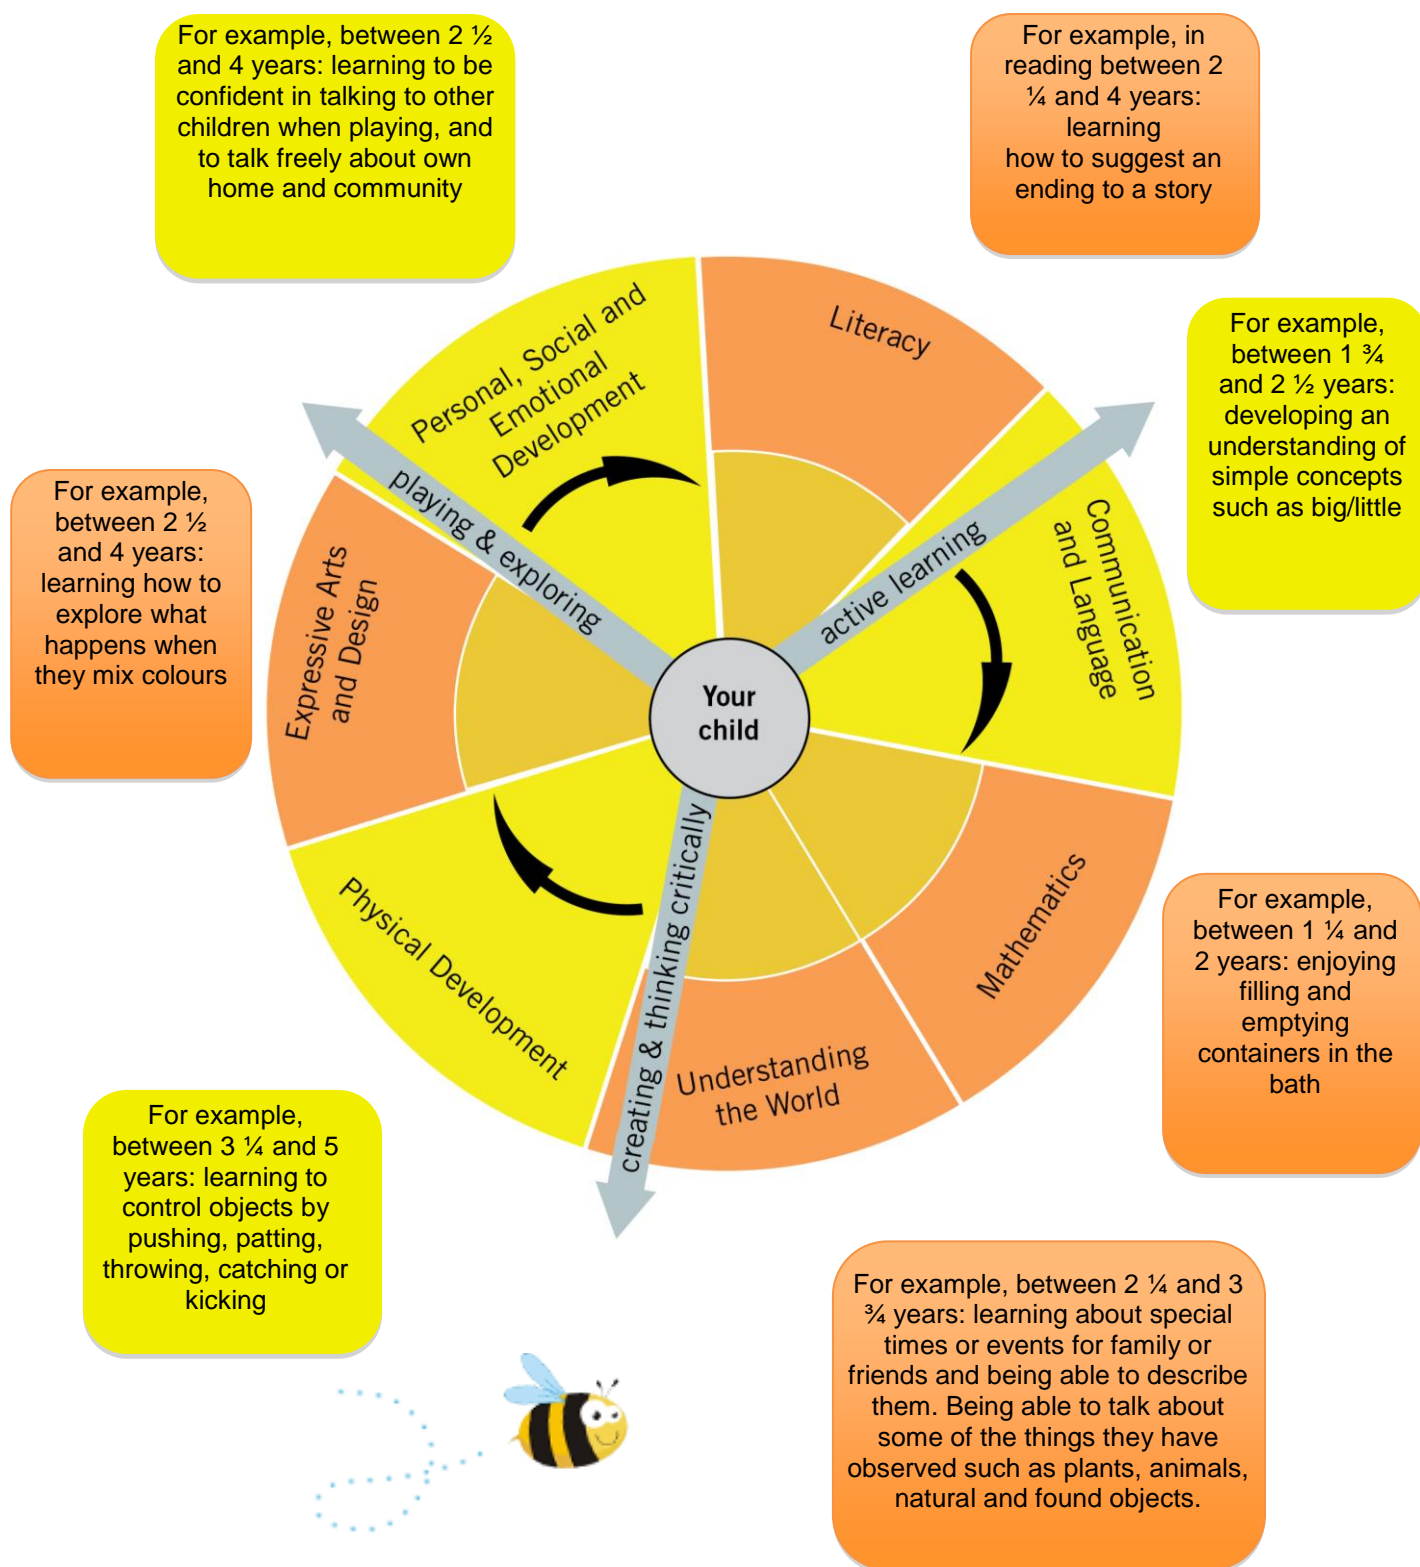 For example, between 2 ½
and 4 years: learning to be
confident in talking to other
children when playing, and
to talk freely about own
home and community
For example, in
reading between 2
¼ and 4 years:
learning
how to suggest an
ending to a story
For example,
between 1 ¾
and 2 ½ years:
developing an
understanding of
simple concepts
such as big/little
For example,
between 2 ½
and 4 years:
learning how to
explore what
happens when
they mix colours
Personal, Social and
Emotional
Development
Literacy
Communication
and Language
playing & exploring
active learning
Expressive Arts
and Design
Your
child
creating & thinking critically
Physical Development
Understanding
the World
Mathematics
For example,
between 1 ¼ and
2 years: enjoying
filling and
emptying
containers in the
bath
For example,
between 3 ¼ and 5
years: learning to
control objects by
pushing, patting,
throwing, catching or
kicking
For example, between 2 ¼ and 3
¾ years: learning about special
times or events for family or
friends and being able to describe
them. Being able to talk about
some of the things they have
observed such as plants, animals,
natural and found objects.